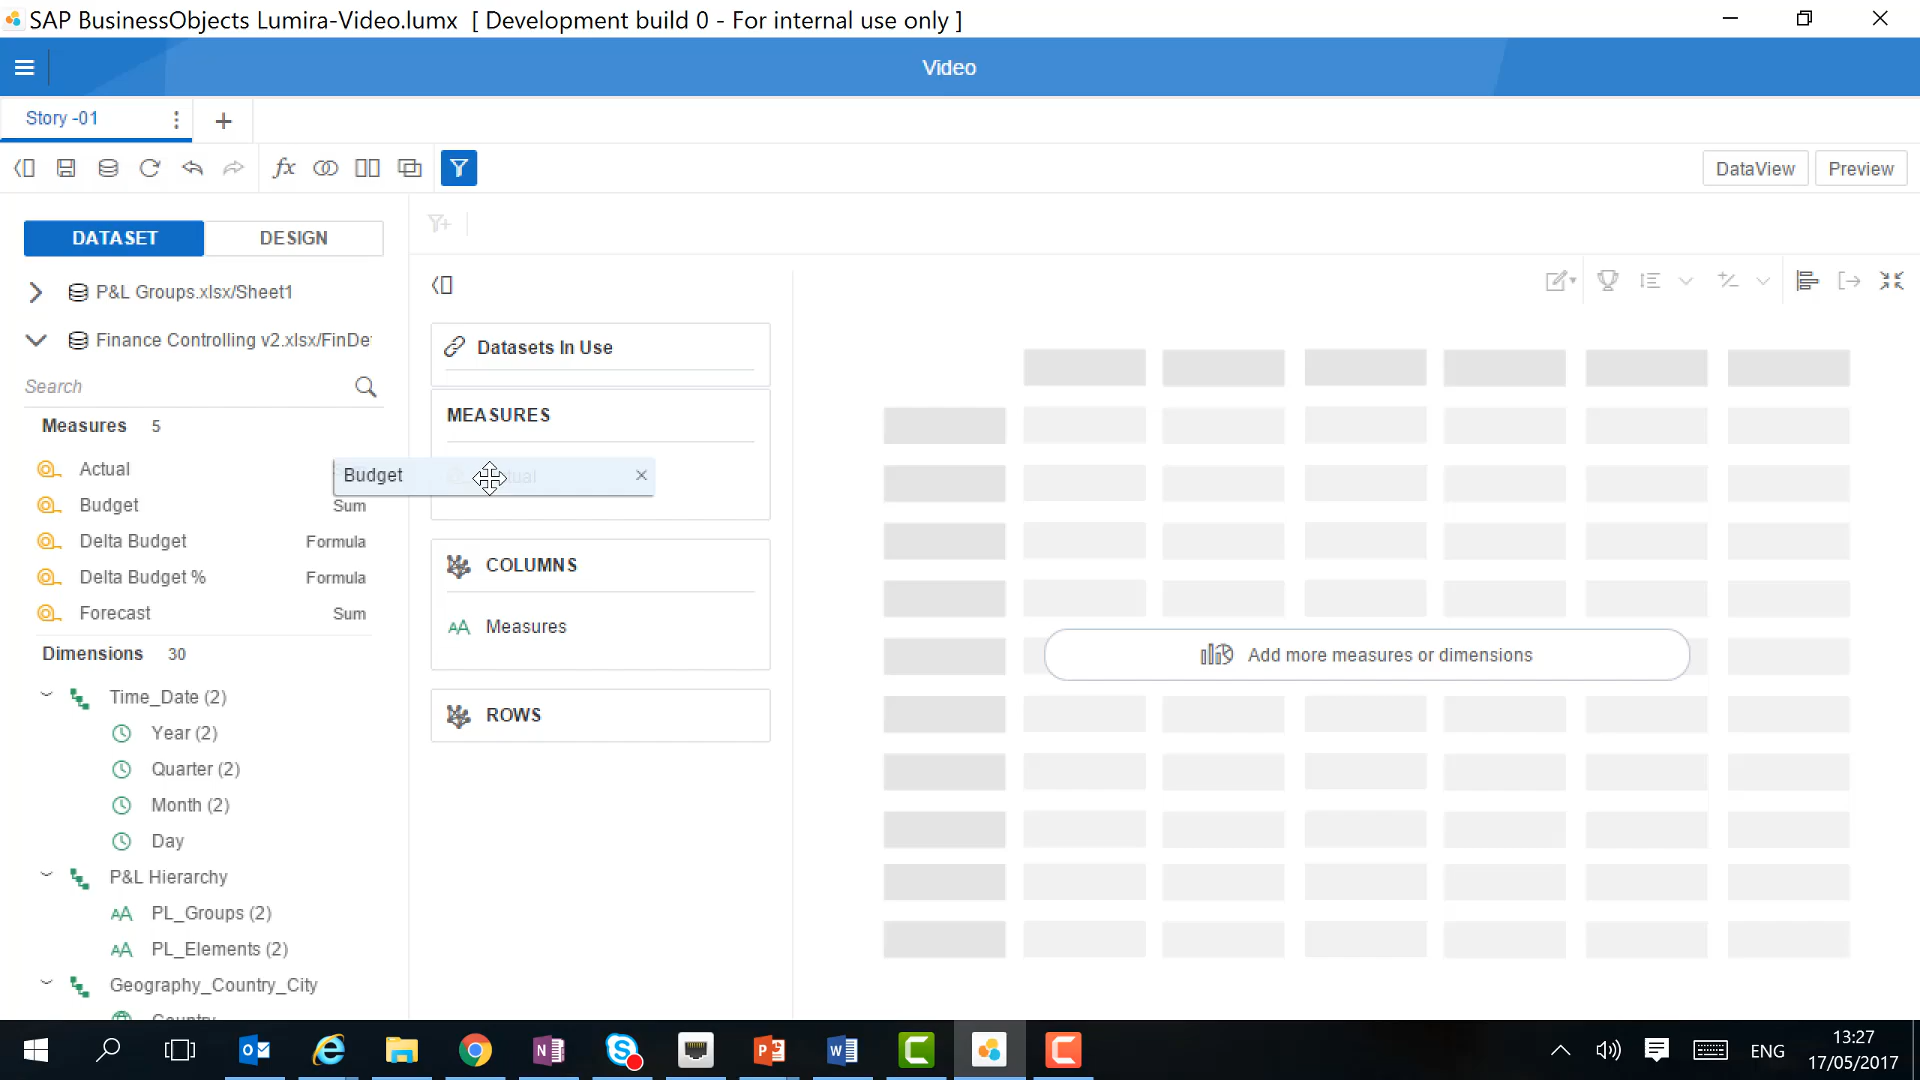 SAP BusinessObjects Lumira-Video.lumx [ Development build 0 - For internal use only ]
Video
Story -01
fx
DataView
Preview
DATASET
DESIGN
P&L Groups.xlsx/Sheet1
Finance Controlling v2.xlsx/FinDe
Search
Measures 5
Actual
Budget Sum
Delta Budget Formula
Delta Budget % Formula
Forecast Sum
Dimensions 30
Time_Date (2)
Year (2)
Quarter (2)
Month (2)
Day
P&L Hierarchy
PL_Groups (2)
PL_Elements (2)
Geography_Country_City
Datasets In Use
MEASURES
Budget
COLUMNS
Measures
ROWS
Add more measures or dimensions
ENG
13:27
17/05/2017